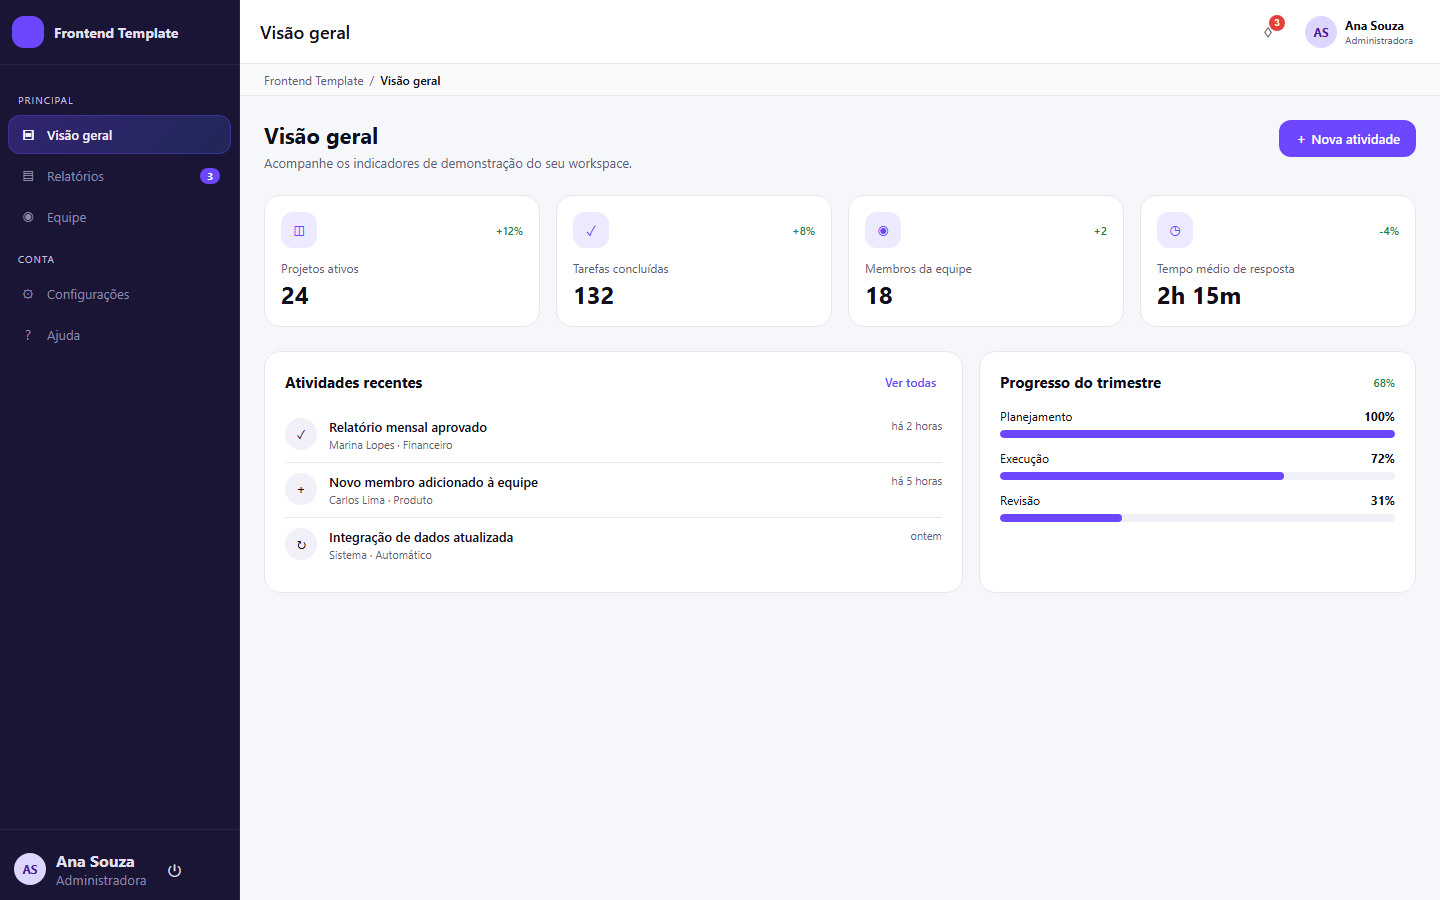 Frontend Template
PRINCIPAL
Visão geral
Relatórios 3
Equipe
CONTA
Configurações
? Ajuda
AS Ana Souza
Administradora
Visão geral
3
AS Ana Souza
Administradora
Frontend Template / Visão geral
Visão geral
Acompanhe os indicadores de demonstração do seu workspace.
+ Nova atividade
+12%
Projetos ativos
24
✓ +8%
Tarefas concluídas
132
+2
Membros da equipe
18
-4%
Tempo médio de resposta
2h 15m
Atividades recentes Ver todas
✓ Relatório mensal aprovado há 2 horas
Marina Lopes · Financeiro
+ Novo membro adicionado à equipe há 5 horas
Carlos Lima · Produto
↻ Integração de dados atualizada ontem
Sistema · Automático
Progresso do trimestre 68%
Planejamento 100%
Execução 72%
Revisão 31%